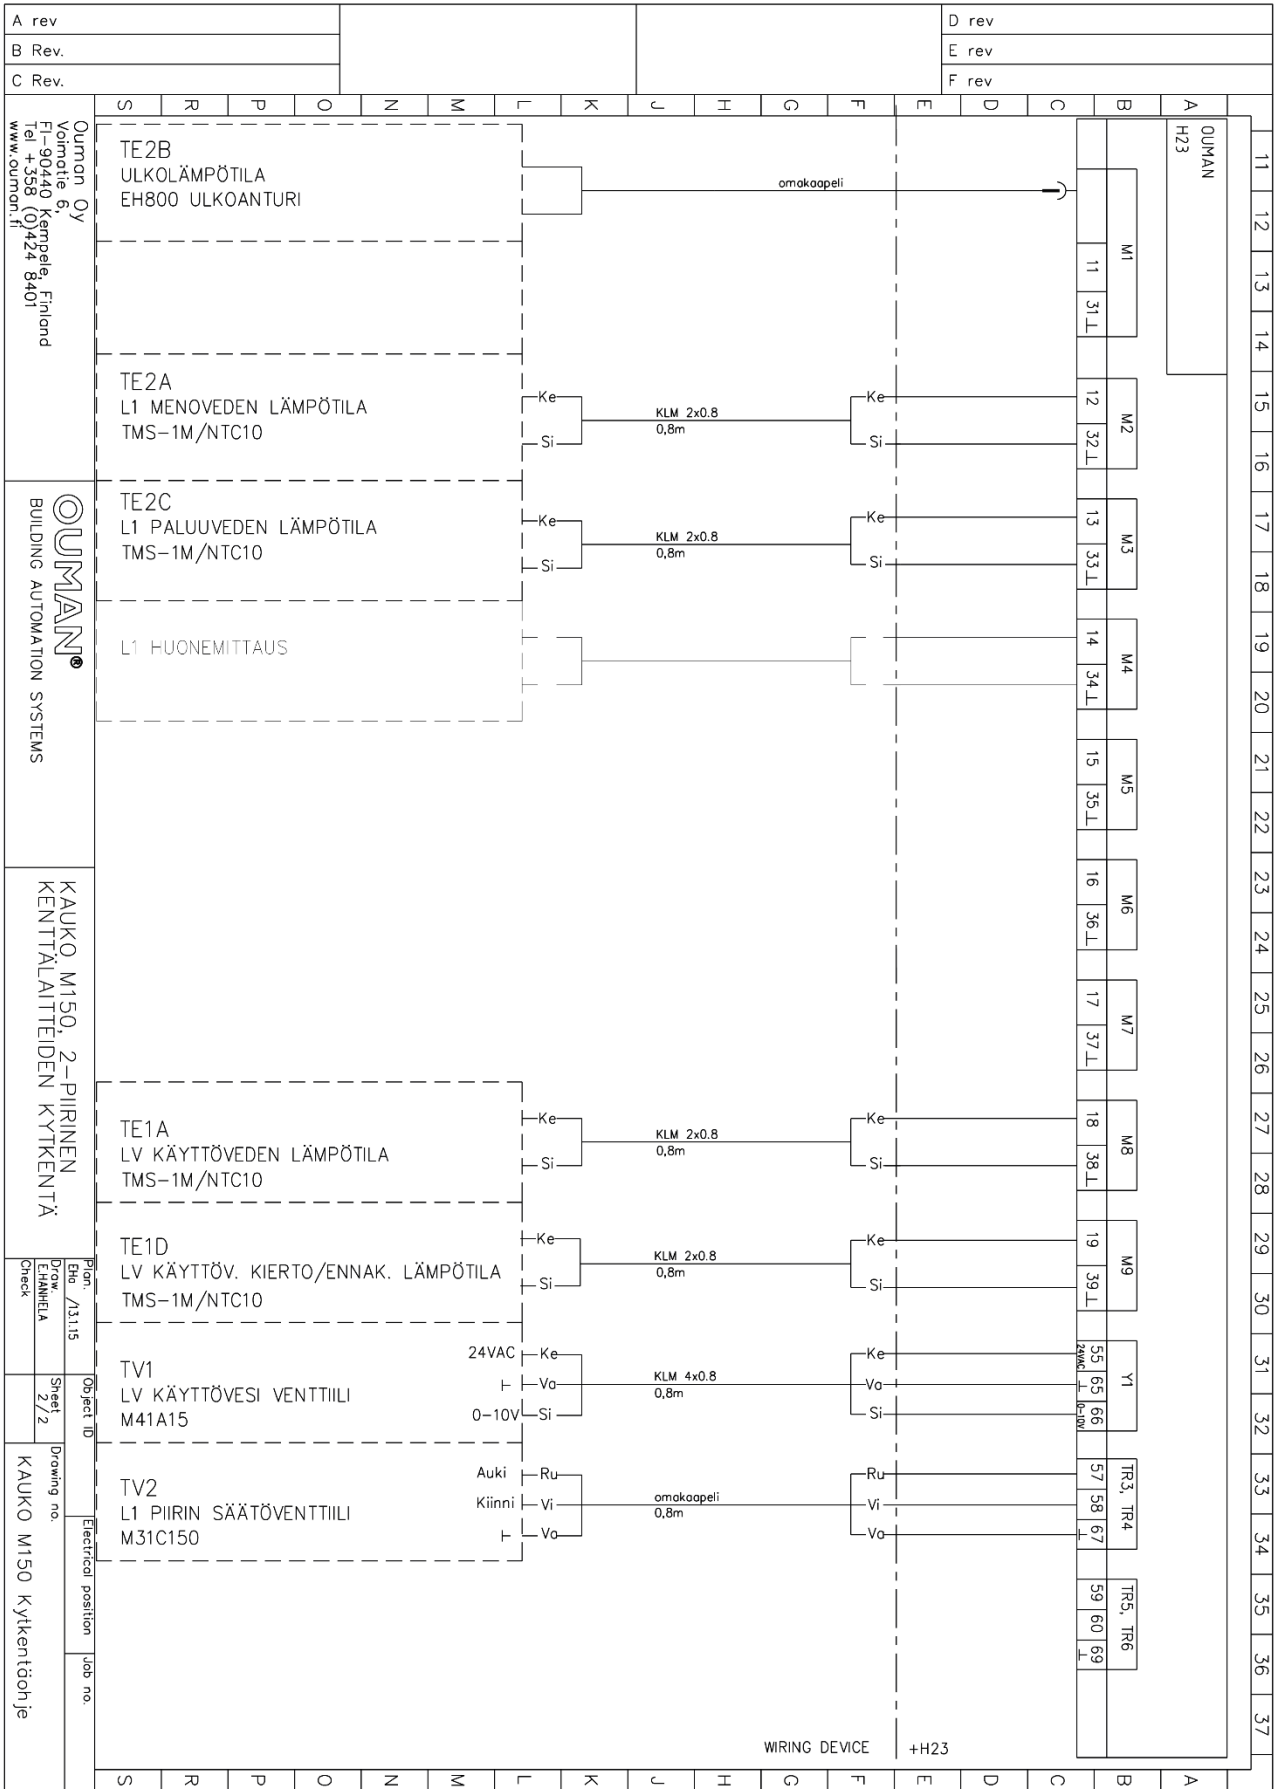 A rev
B Rev.
C Rev.
D rev
E rev
F rev
S R P O N M L K J H G F E D C B A
11
12
13
14
15
16
17
18
19
20
21
22
23
24
25
26
27
28
29
30
31
32
33
34
35
36
37
OUMAN
H23
TE2B
ULKOLÄMPÖTILA
EH800 ULKOANTURI
omakaapeli
M1
11 31
TE2A
L1 MENOVEDEN LÄMPÖTILA
TMS-1M/NTC10
Ke
Si
KLM 2x0.8
0,8m
Ke
Si
M2
12 32
TE2C
L1 PALUUVEDEN LÄMPÖTILA
TMS-1M/NTC10
Ke
Si
KLM 2x0.8
0,8m
Ke
Si
M3
13 33
L1 HUONEMITTAUS
M4
14 34
M5
15 35
M6
16 36
M7
17 37
TE1A
LV KÄYTTÖVEDEN LÄMPÖTILA
TMS-1M/NTC10
Ke
Si
KLM 2x0.8
0,8m
Ke
Si
M8
18 38
TE1D
LV KÄYTTÖV. KIERTO/ENNAK. LÄMPÖTILA
TMS-1M/NTC10
Ke
Si
KLM 2x0.8
0,8m
Ke
Si
M9
19 39
TV1
LV KÄYTTÖVESI VENTTIILI
M41A15
24VAC Ke
Va
0-10V Si
KLM 4x0.8
0,8m
Ke
Va
Si
Y1
55 65 66
24VAC 0-10V
TV2
L1 PIIRIN SÄÄTÖVENTTIILI
M31C150
Auki Ru
Kiinni Vi
Va
omakaapeli
0,8m
Ru
Vi
Va
TR3, TR4
57 58 67
TR5, TR6
59 60 69
WIRING DEVICE +H23
S R P O N M L K J H G F E D C B A
Ouman Oy
Voimatie 6,
FI-90440 Kempele, Finland
Tel +358 (0)424 8401
www.ouman.fi
OUMAN®
BUILDING AUTOMATION SYSTEMS
KAUKO M150, 2-PIIRINEN
KENTTÄLAITTEIDEN KYTKENTÄ
Plan.
EHa /13.1.15
Draw.
E.HANHELA
Check
Object ID
Sheet
2/2
Electrical position
Job no.
Drawing no.
KAUKO M150 Kytkentäohje